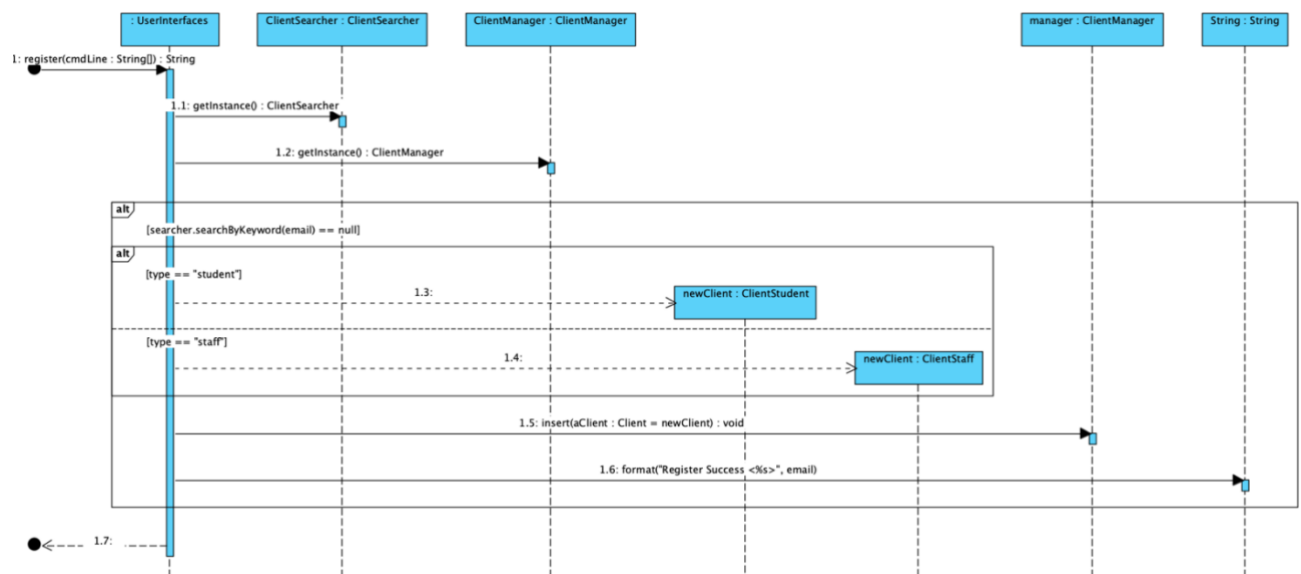 : UserInterfaces
ClientSearcher : ClientSearcher
ClientManager : ClientManager
manager : ClientManager
String : String
1: register(cmdLine : String[]) : String
1.1: getInstance() : ClientSearcher
1.2: getInstance() : ClientManager
alt
[searcher.searchByKeyword(email) == null]
alt
[type == "student"]
1.3:
newClient : ClientStudent
[type == "staff"]
1.4:
newClient : ClientStaff
1.5: insert(aClient : Client = newClient) : void
1.6: format("Register Success <%s>", email)
1.7: